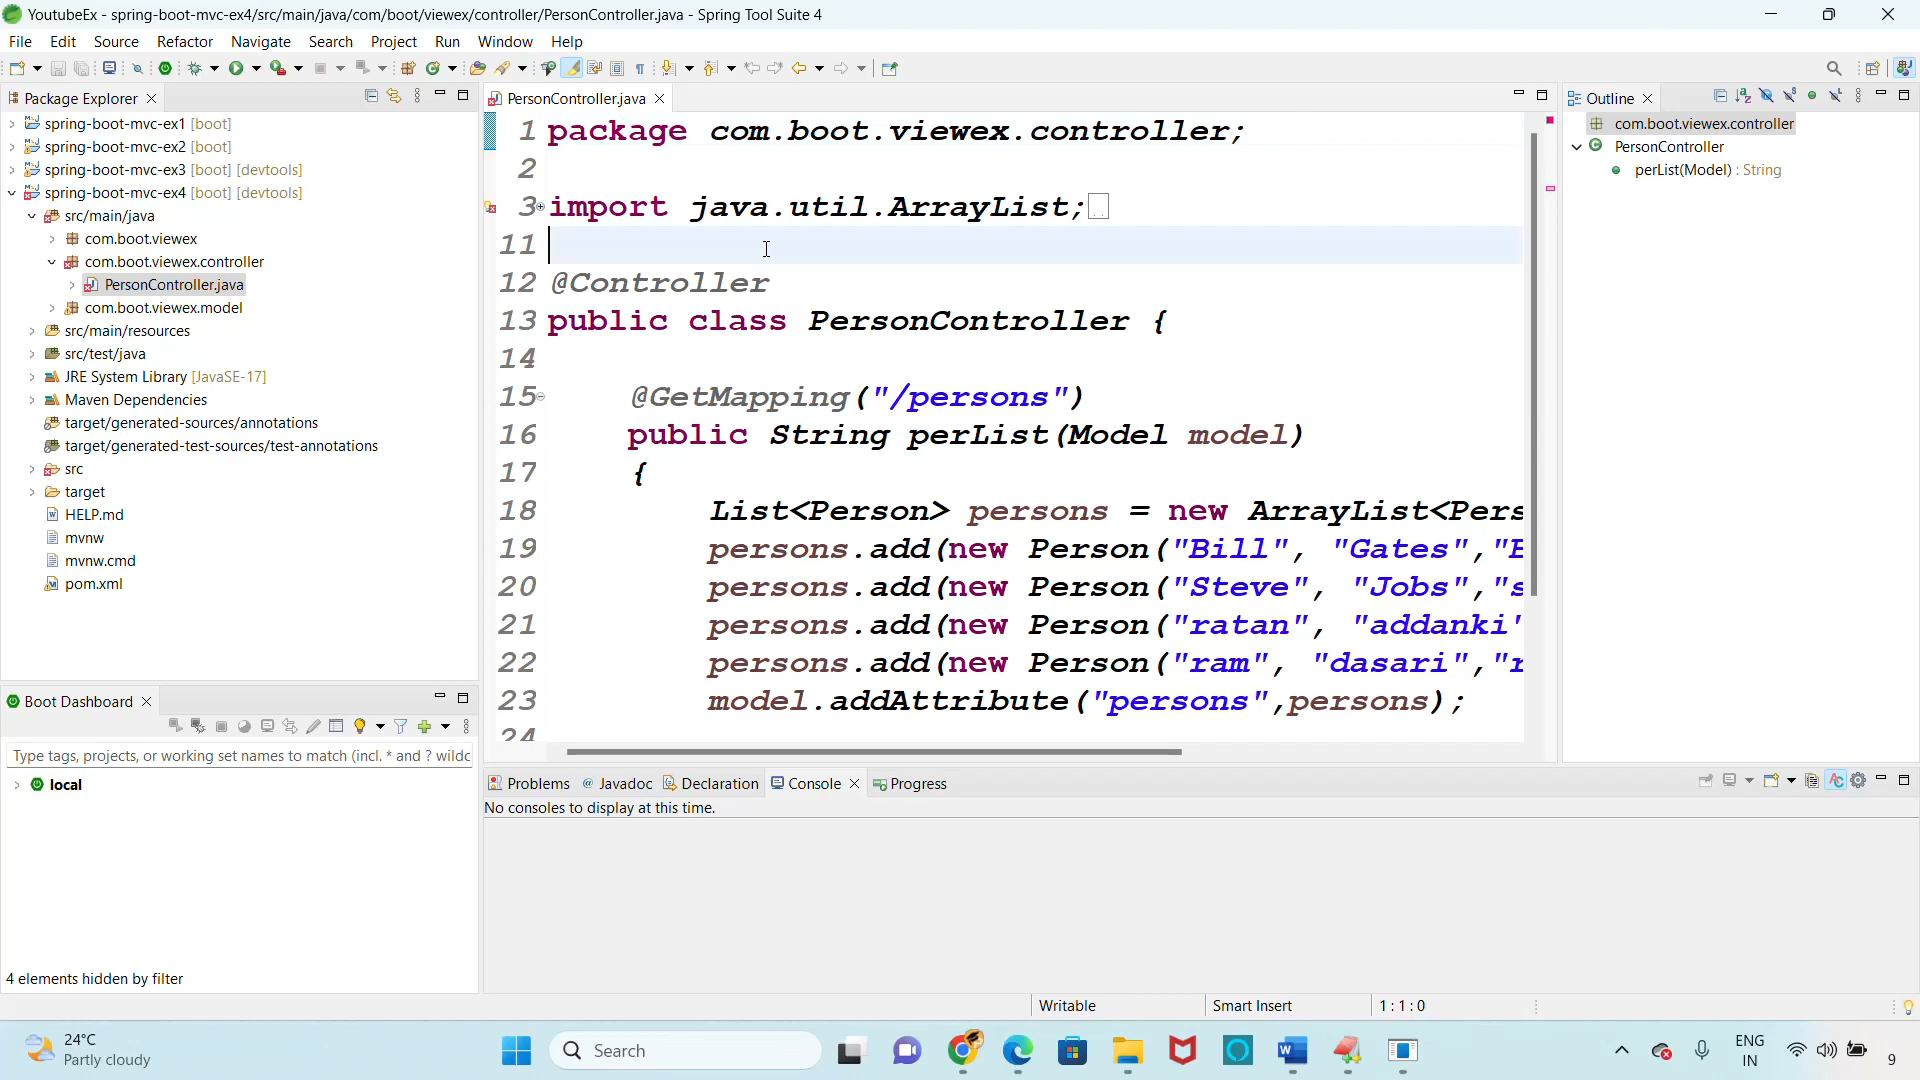 YoutubeEx - spring-boot-mvc-ex4/src/main/java/com/boot/viewex/controller/PersonController.java - Spring Tool Suite 4
File Edit Source Refactor Navigate Search Project Run Window Help
Package Explorer
spring-boot-mvc-ex1 [boot]
spring-boot-mvc-ex2 [boot]
spring-boot-mvc-ex3 [boot] [devtools]
spring-boot-mvc-ex4 [boot] [devtools]
src/main/java
com.boot.viewex
com.boot.viewex.controller
PersonController.java
com.boot.viewex.model
src/main/resources
src/test/java
JRE System Library [JavaSE-17]
Maven Dependencies
target/generated-sources/annotations
target/generated-test-sources/test-annotations
src
target
HELP.md
mvnw
mvnw.cmd
pom.xml
Boot Dashboard
Type tags, projects, or working set names to match (incl. * and ? wildc
local
4 elements hidden by filter
PersonController.java
1 package com.boot.viewex.controller;
2
3 import java.util.ArrayList;
11
12 @Controller
13 public class PersonController {
14
15 @GetMapping("/persons")
16 public String perList(Model model)
17 {
18 List<Person> persons = new ArrayList<Pers
19 persons.add(new Person("Bill", "Gates","B
20 persons.add(new Person("Steve", "Jobs","s
21 persons.add(new Person("ratan", "addanki"
22 persons.add(new Person("ram", "dasari","r
23 model.addAttribute("persons",persons);
24
Outline
com.boot.viewex.controller
PersonController
perList(Model) : String
Problems Javadoc Declaration Console Progress
No consoles to display at this time.
Writable Smart Insert 1 : 1 : 0
24°C
Partly cloudy
Search
ENG
IN
9